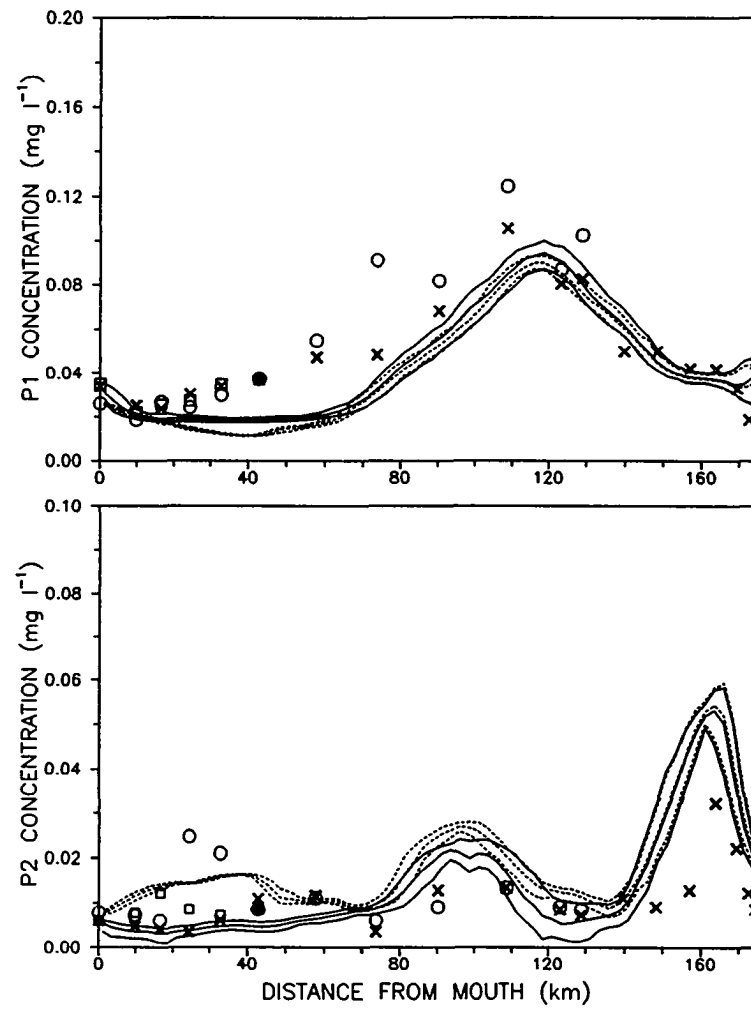 0.20
0.16
0.12
0.08
0.04
0.00
P1 CONCENTRATION (mg l⁻¹)
0 40 80 120 160
0.10
0.08
0.06
0.04
0.02
0.00
P2 CONCENTRATION (mg l⁻¹)
0 40 80 120 160
DISTANCE FROM MOUTH (km)